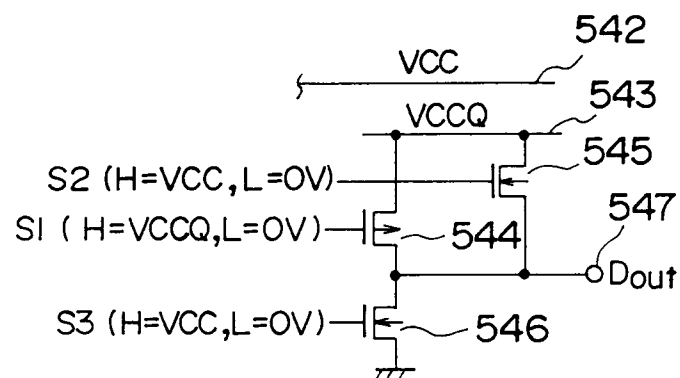 542
VCC
543
VCCQ
545
S2 (H=VCC,L=0V)
547
S1 ( H=VCCQ,L=0V)
544
Dout
S3 (H=VCC,L=0V)
546